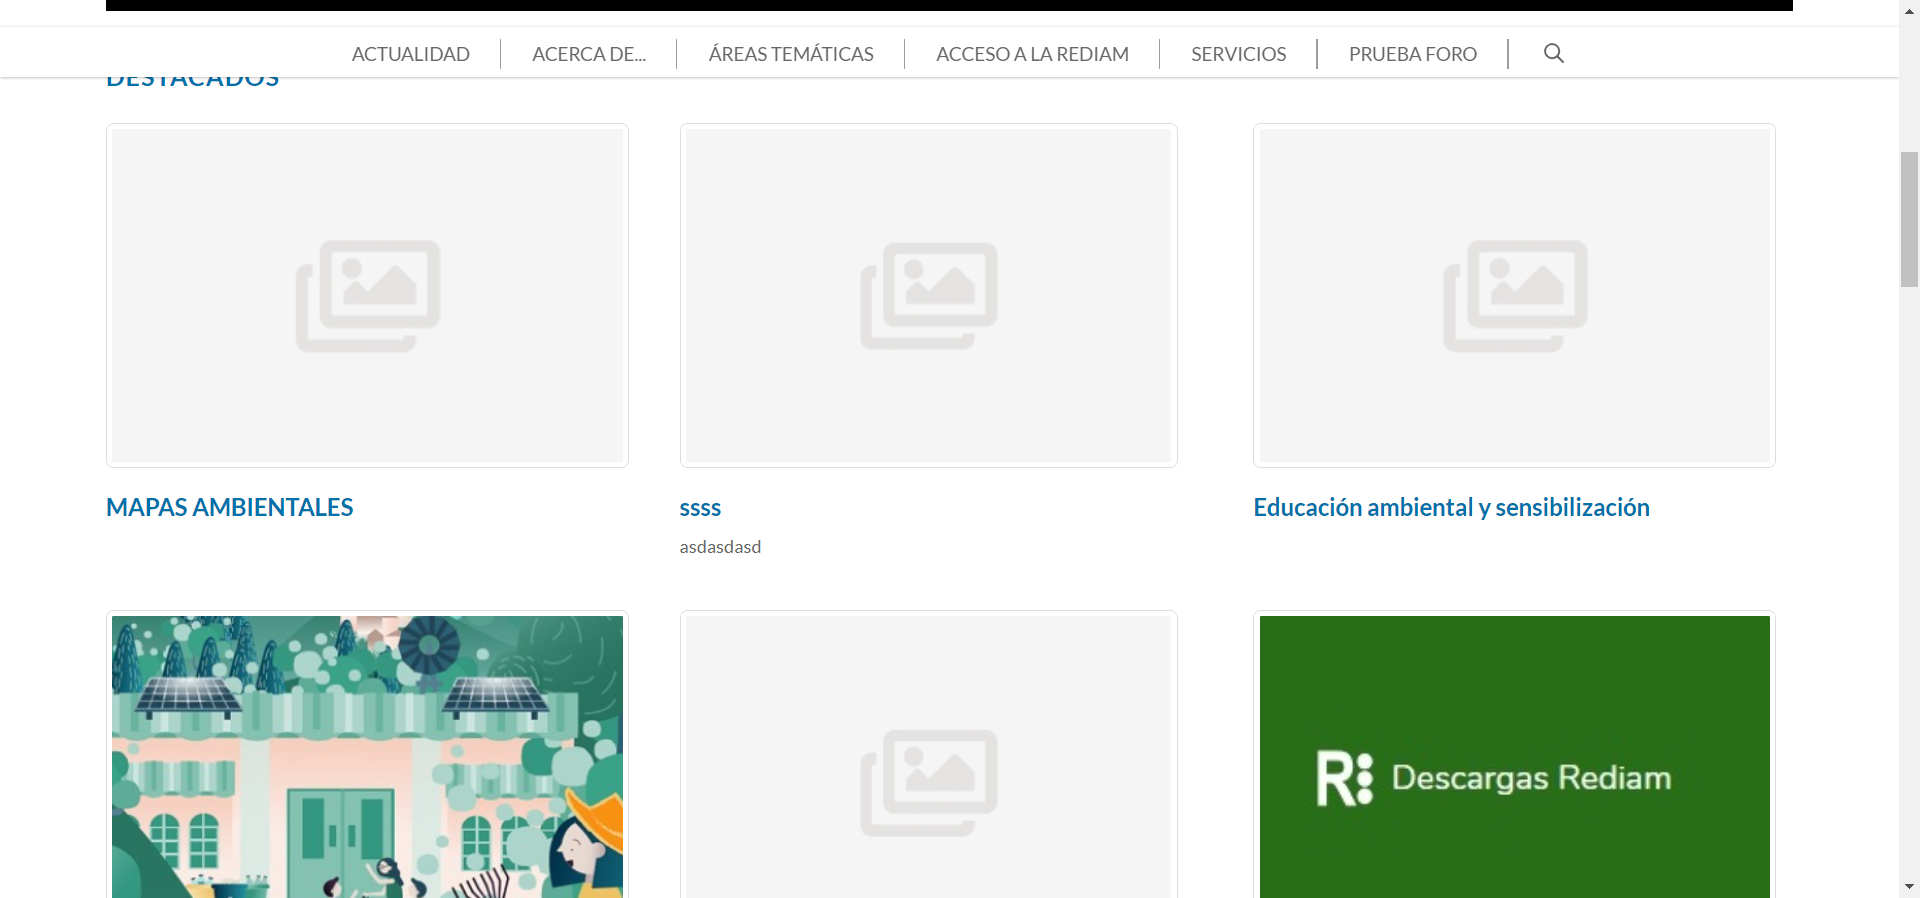 ACTUALIDAD ACERCA DE... ÁREAS TEMÁTICAS ACCESO A LA REDIAM SERVICIOS PRUEBA FORO
DESTACADOS
MAPAS AMBIENTALES
ssss
asdasdasd
Educación ambiental y sensibilización
R Descargas Rediam